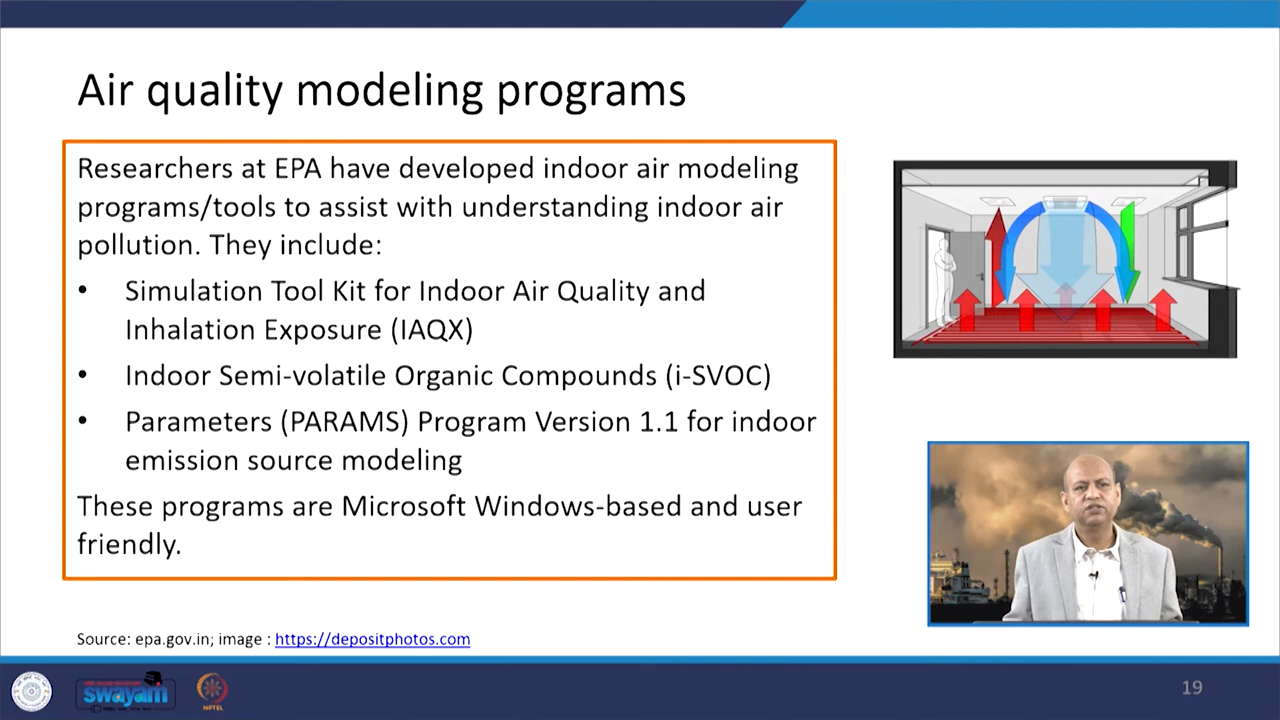 Air quality modeling programs
Researchers at EPA have developed indoor air modeling
programs/tools to assist with understanding indoor air
pollution. They include:
• Simulation Tool Kit for Indoor Air Quality and
Inhalation Exposure (IAQX)
• Indoor Semi-volatile Organic Compounds (i-SVOC)
• Parameters (PARAMS) Program Version 1.1 for indoor
emission source modeling
These programs are Microsoft Windows-based and user
friendly.
Source: epa.gov.in; image : https://depositphotos.com
swayam
NPTEL
19